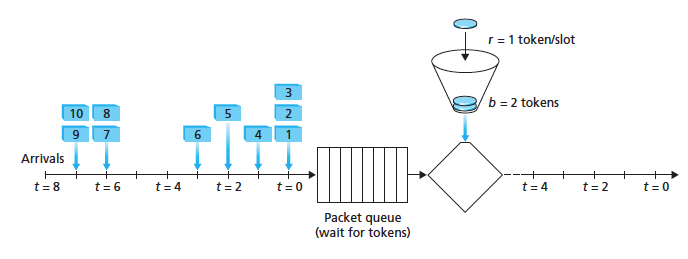 r = 1 token/slot
b = 2 tokens
3
10 8 5 2
9 7 6 4 1
Arrivals
t = 8 t = 6 t = 4 t = 2 t = 0
t = 4 t = 2 t = 0
Packet queue
(wait for tokens)